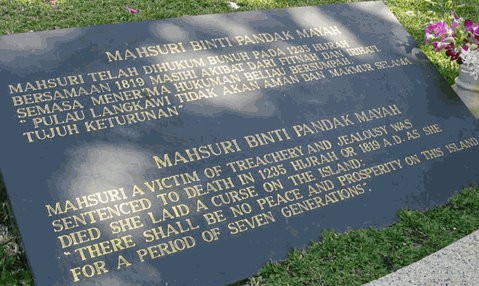 MAHSURI BINTI PANDAK MAYAH
MAHSURI TELAH DIHUKUM BUNUH PADA 1235 HIJRAH
BERSAMAAN 1819 MASIHI AKIBAT DARI FITNAH DAN IRIHATI
SEMASA MENERIMA HUKUMAN BELIAU BERSUMPAH
"PULAU LANGKAWI TIDAK AKAN AMAN DAN MAKMUR SELAMA
TUJUH KETURUNAN"
MAHSURI BINTI PANDAK MAYAH
MAHSURI A VICTIM OF TREACHERY AND JEALOUSY WAS
SENTENCED TO DEATH IN 1235 HIJRAH OR 1819 A.D. AS SHE
DIED SHE LAID A CURSE ON THE ISLAND:
"THERE SHALL BE NO PEACE AND PROSPERITY ON THIS ISLAND
FOR A PERIOD OF SEVEN GENERATIONS".